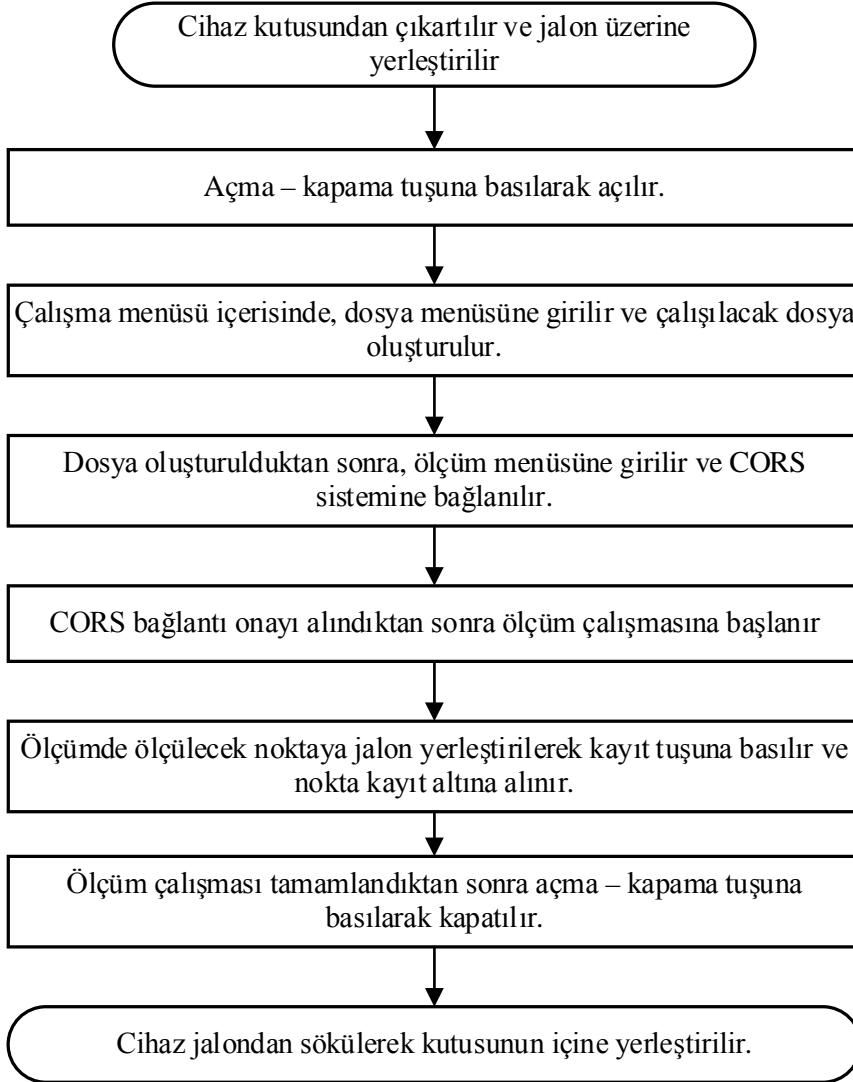 Cihaz kutusundan çıkartılır ve jalon üzerine
yerleştirilir
Açma – kapama tuşuna basılarak açılır.
Çalışma menüsü içerisinde, dosya menüsüne girilir ve çalışılacak dosya
oluşturulur.
Dosya oluşturulduktan sonra, ölçüm menüsüne girilir ve CORS
sistemine bağlanılır.
CORS bağlantı onayı alındıktan sonra ölçüm çalışmasına başlanır
Ölçümde ölçülecek noktaya jalon yerleştirilerek kayıt tuşuna basılır ve
nokta kayıt altına alınır.
Ölçüm çalışması tamamlandıktan sonra açma – kapama tuşuna
basılarak kapatılır.
Cihaz jalondan sökülerek kutusunun içine yerleştirilir.